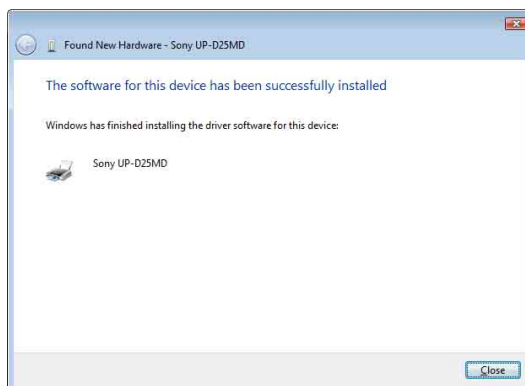 Found New Hardware - Sony UP-D25MD
The software for this device has been successfully installed
Windows has finished installing the driver software for this device:
Sony UP-D25MD
Close